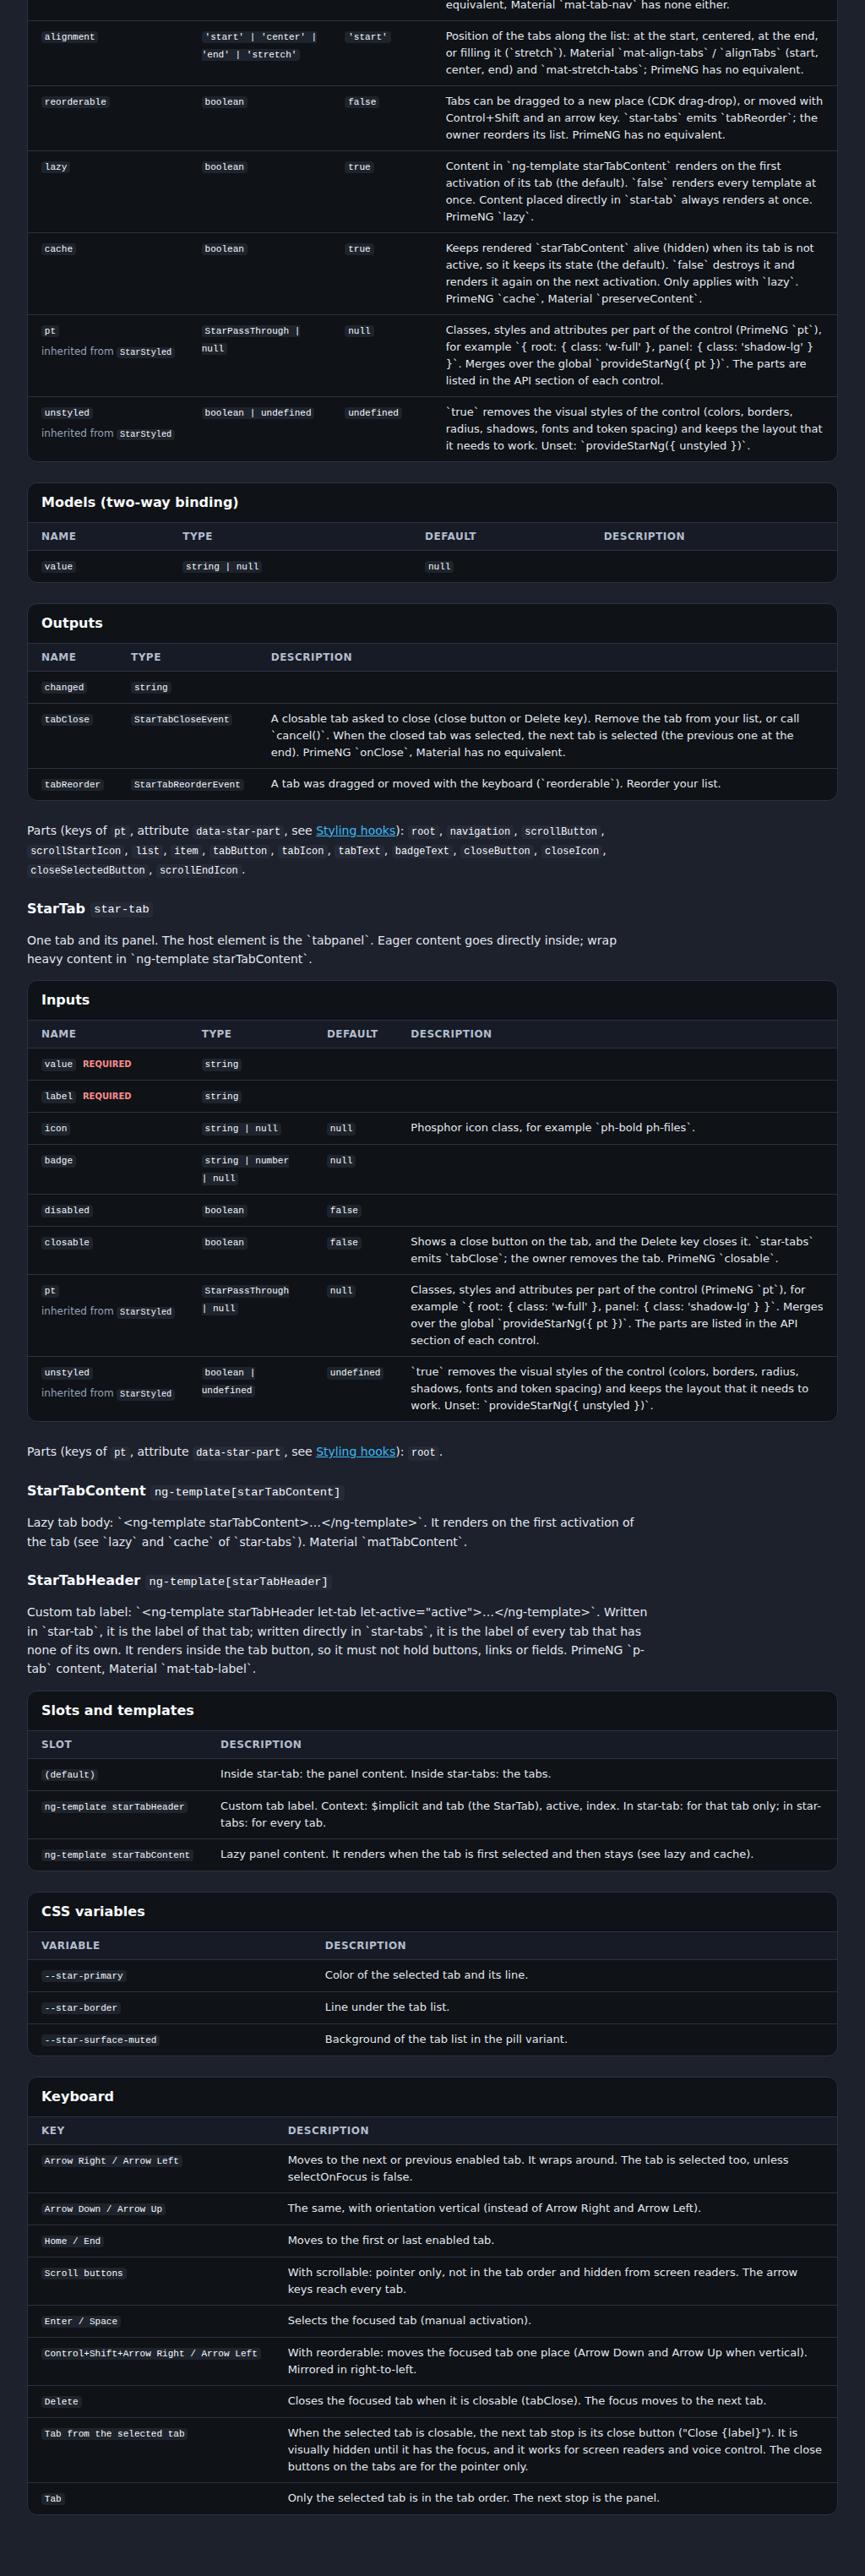 equivalent, Material `mat-tab-nav` has none either.
alignment 'start' | 'center' | 'start' Position of the tabs along the list: at the start, centered, at the end,
'end' | 'stretch' or filling it (`stretch`). Material `mat-align-tabs` / `alignTabs` (start,
center, end) and `mat-stretch-tabs`; PrimeNG has no equivalent.
reorderable boolean false Tabs can be dragged to a new place (CDK drag-drop), or moved with
Control+Shift and an arrow key. `star-tabs` emits `tabReorder`; the
owner reorders its list. PrimeNG has no equivalent.
lazy boolean true Content in `ng-template starTabContent` renders on the first
activation of its tab (the default). `false` renders every template at
once. Content placed directly in `star-tab` always renders at once.
PrimeNG `lazy`.
cache boolean true Keeps rendered `starTabContent` alive (hidden) when its tab is not
active, so it keeps its state (the default). `false` destroys it and
renders it again on the next activation. Only applies with `lazy`.
PrimeNG `cache`, Material `preserveContent`.
pt StarPassThrough | null Classes, styles and attributes per part of the control (PrimeNG `pt`),
inherited from StarStyled null for example `{ root: { class: 'w-full' }, panel: { class: 'shadow-lg' }
}`. Merges over the global `provideStarNg({ pt })`. The parts are
listed in the API section of each control.
unstyled boolean | undefined undefined `true` removes the visual styles of the control (colors, borders,
inherited from StarStyled radius, shadows, fonts and token spacing) and keeps the layout that
it needs to work. Unset: `provideStarNg({ unstyled })`.
Models (two-way binding)
NAME TYPE DEFAULT DESCRIPTION
value string | null null
Outputs
NAME TYPE DESCRIPTION
changed string
tabClose StarTabCloseEvent A closable tab asked to close (close button or Delete key). Remove the tab from your list, or call
`cancel()`. When the closed tab was selected, the next tab is selected (the previous one at the
end). PrimeNG `onClose`, Material has no equivalent.
tabReorder StarTabReorderEvent A tab was dragged or moved with the keyboard (`reorderable`). Reorder your list.
Parts (keys of pt, attribute data-star-part, see Styling hooks): root, navigation, scrollButton,
scrollStartIcon, list, item, tabButton, tabIcon, tabText, badgeText, closeButton, closeIcon,
closeSelectedButton, scrollEndIcon.
StarTab star-tab
One tab and its panel. The host element is the `tabpanel`. Eager content goes directly inside; wrap
heavy content in `ng-template starTabContent`.
Inputs
NAME TYPE DEFAULT DESCRIPTION
value REQUIRED string
label REQUIRED string
icon string | null null Phosphor icon class, for example `ph-bold ph-files`.
badge string | number null
| null
disabled boolean false
closable boolean false Shows a close button on the tab, and the Delete key closes it. `star-tabs`
emits `tabClose`; the owner removes the tab. PrimeNG `closable`.
pt StarPassThrough null Classes, styles and attributes per part of the control (PrimeNG `pt`), for
inherited from StarStyled | null example `{ root: { class: 'w-full' }, panel: { class: 'shadow-lg' } }`. Merges
over the global `provideStarNg({ pt })`. The parts are listed in the API
section of each control.
unstyled boolean | undefined `true` removes the visual styles of the control (colors, borders, radius,
inherited from StarStyled undefined shadows, fonts and token spacing) and keeps the layout that it needs to
work. Unset: `provideStarNg({ unstyled })`.
Parts (keys of pt, attribute data-star-part, see Styling hooks): root.
StarTabContent ng-template[starTabContent]
Lazy tab body: `<ng-template starTabContent>…</ng-template>`. It renders on the first activation of
the tab (see `lazy` and `cache` of `star-tabs`). Material `matTabContent`.
StarTabHeader ng-template[starTabHeader]
Custom tab label: `<ng-template starTabHeader let-tab let-active="active">…</ng-template>`. Written
in `star-tab`, it is the label of that tab; written directly in `star-tabs`, it is the label of every tab that has
none of its own. It renders inside the tab button, so it must not hold buttons, links or fields. PrimeNG `p-
tab` content, Material `mat-tab-label`.
Slots and templates
SLOT DESCRIPTION
(default) Inside star-tab: the panel content. Inside star-tabs: the tabs.
ng-template starTabHeader Custom tab label. Context: $implicit and tab (the StarTab), active, index. In star-tab: for that tab only; in star-
tabs: for every tab.
ng-template starTabContent Lazy panel content. It renders when the tab is first selected and then stays (see lazy and cache).
CSS variables
VARIABLE DESCRIPTION
--star-primary Color of the selected tab and its line.
--star-border Line under the tab list.
--star-surface-muted Background of the tab list in the pill variant.
Keyboard
KEY DESCRIPTION
Arrow Right / Arrow Left Moves to the next or previous enabled tab. It wraps around. The tab is selected too, unless
selectOnFocus is false.
Arrow Down / Arrow Up The same, with orientation vertical (instead of Arrow Right and Arrow Left).
Home / End Moves to the first or last enabled tab.
Scroll buttons With scrollable: pointer only, not in the tab order and hidden from screen readers. The arrow
keys reach every tab.
Enter / Space Selects the focused tab (manual activation).
Control+Shift+Arrow Right / Arrow Left With reorderable: moves the focused tab one place (Arrow Down and Arrow Up when vertical).
Mirrored in right-to-left.
Delete Closes the focused tab when it is closable (tabClose). The focus moves to the next tab.
Tab from the selected tab When the selected tab is closable, the next tab stop is its close button ("Close {label}"). It is
visually hidden until it has the focus, and it works for screen readers and voice control. The close
buttons on the tabs are for the pointer only.
Tab Only the selected tab is in the tab order. The next stop is the panel.